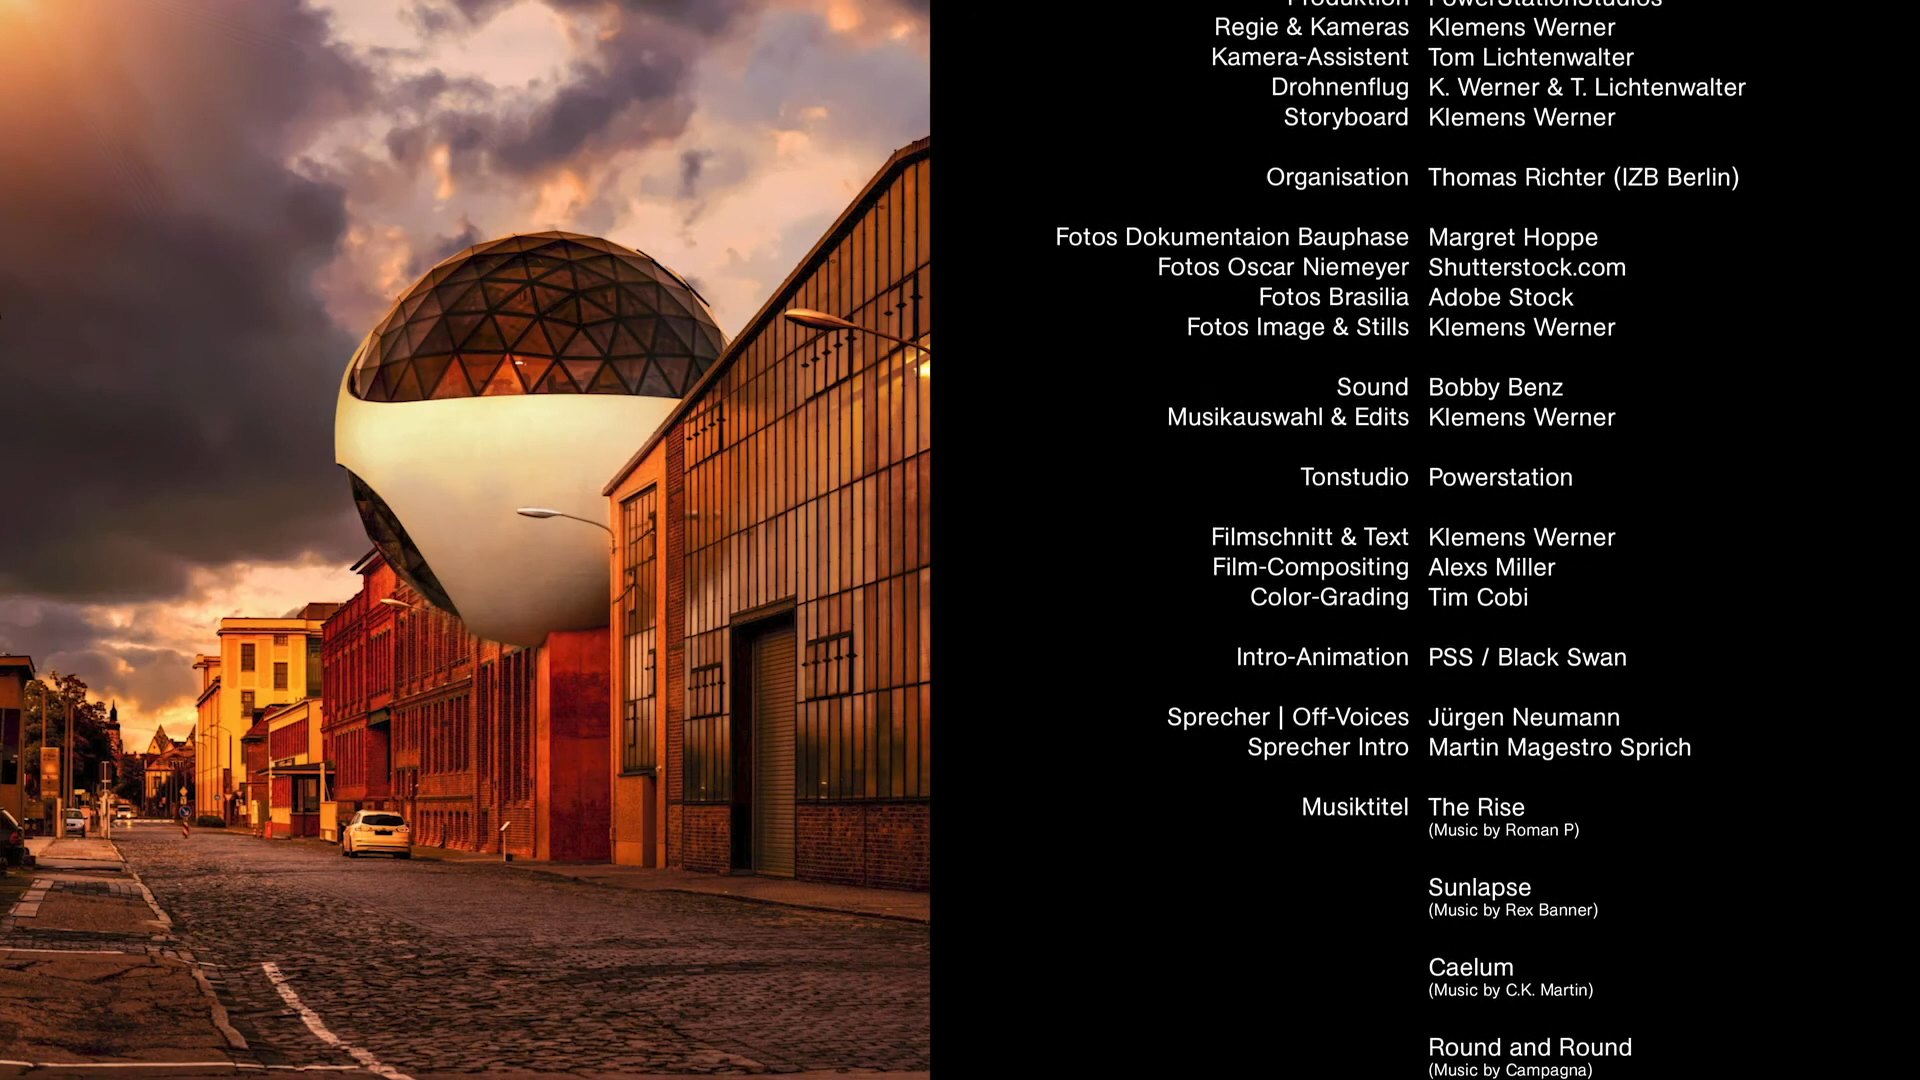 Produktion PowerStationStudios
Regie & Kameras Klemens Werner
Kamera-Assistent Tom Lichtenwalter
Drohnenflug K. Werner & T. Lichtenwalter
Storyboard Klemens Werner
Organisation Thomas Richter (IZB Berlin)
Fotos Dokumentaion Bauphase Margret Hoppe
Fotos Oscar Niemeyer Shutterstock.com
Fotos Brasilia Adobe Stock
Fotos Image & Stills Klemens Werner
Sound Bobby Benz
Musikauswahl & Edits Klemens Werner
Tonstudio Powerstation
Filmschnitt & Text Klemens Werner
Film-Compositing Alexs Miller
Color-Grading Tim Cobi
Intro-Animation PSS / Black Swan
Sprecher | Off-Voices Jürgen Neumann
Sprecher Intro Martin Magestro Sprich
Musiktitel The Rise
(Music by Roman P)
Sunlapse
(Music by Rex Banner)
Caelum
(Music by C.K. Martin)
Round and Round
(Music by Campagna)